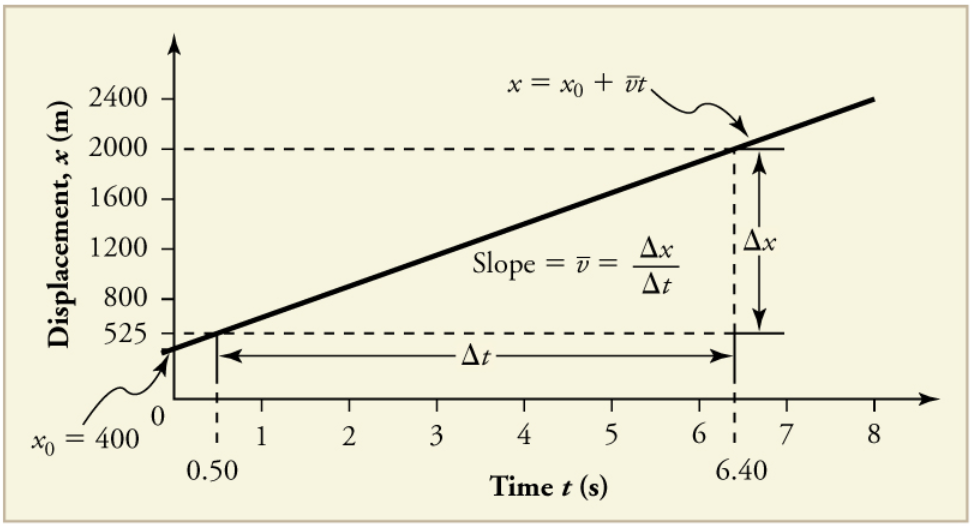 Displacement, x (m)
2400
2000
1600
1200
800
525
0
x₀ = 400
x = x₀ + v̅t
Slope = v̅ = Δx/Δt
Δx
Δt
1 2 3 4 5 6 7 8
0.50 6.40
Time t (s)